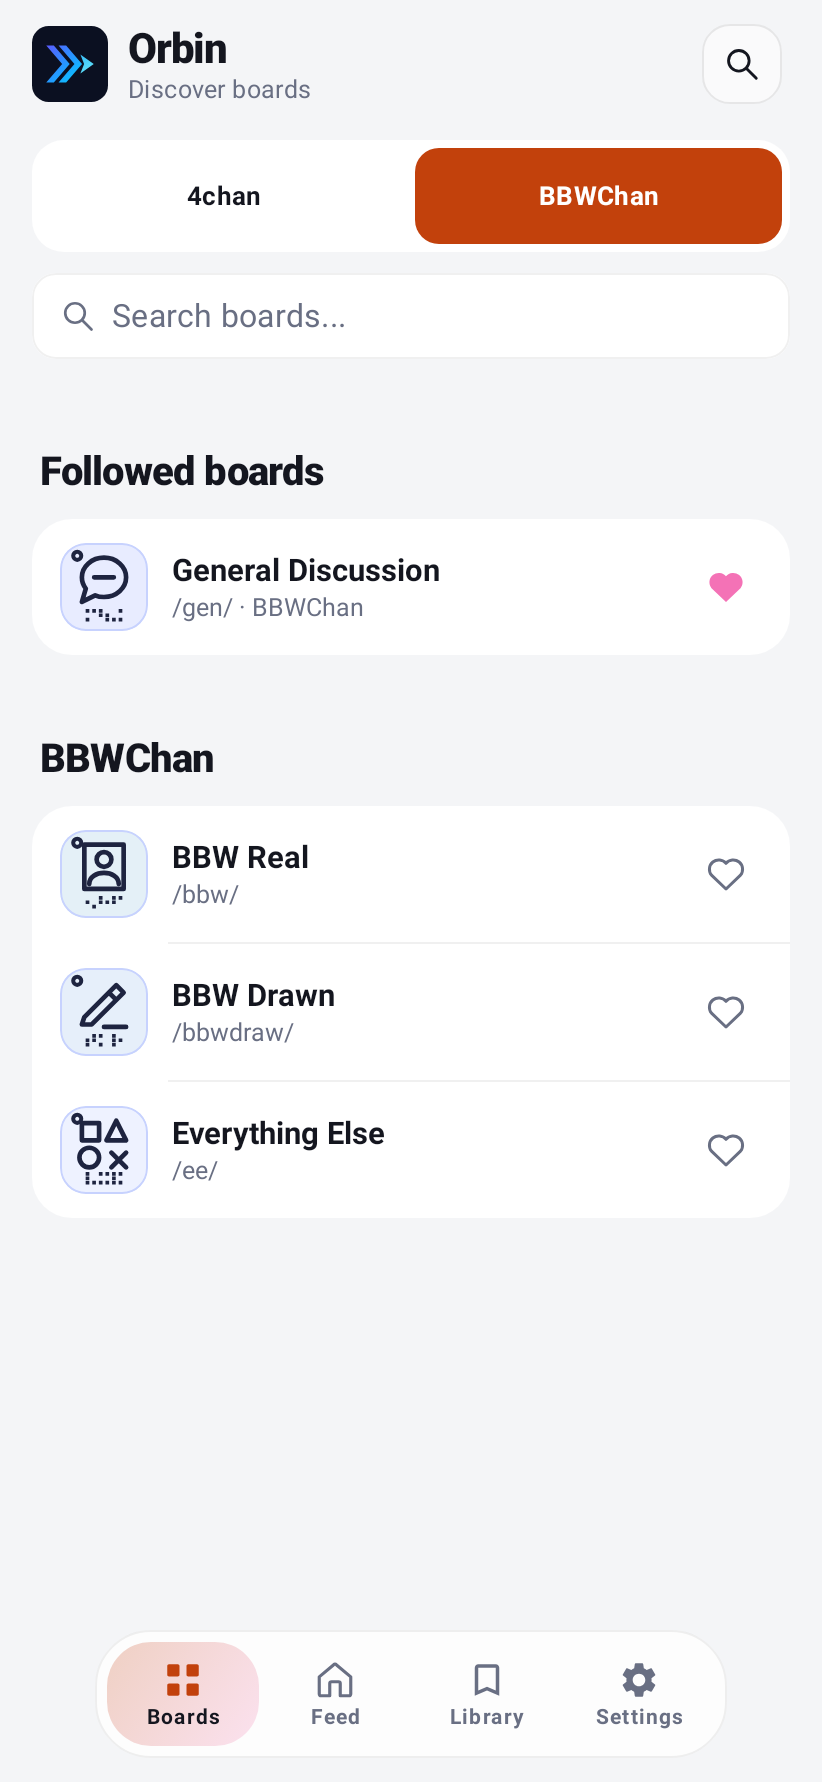 Orbin
Discover boards
4chan
BBWChan
Search boards...
Followed boards
General Discussion
/gen/ · BBWChan
BBWChan
BBW Real
/bbw/
BBW Drawn
/bbwdraw/
Everything Else
/ee/
Boards
Feed
Library
Settings